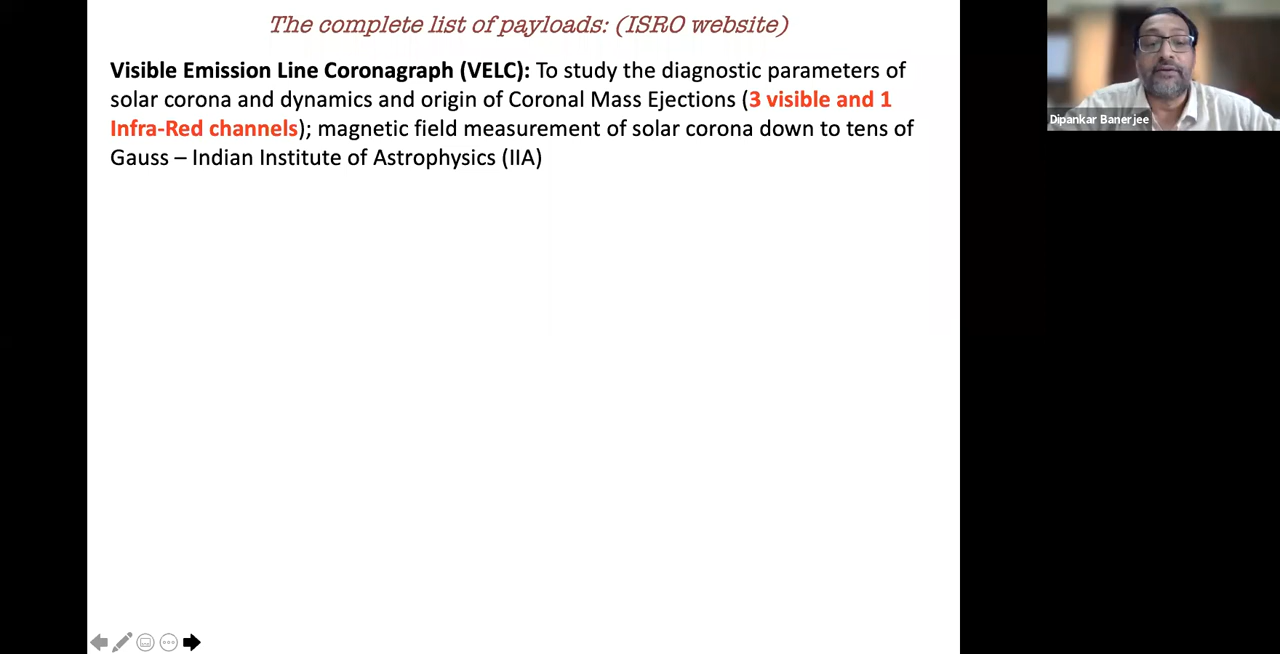 The complete list of payloads: (ISRO website)
Visible Emission Line Coronagraph (VELC): To study the diagnostic parameters of
solar corona and dynamics and origin of Coronal Mass Ejections (3 visible and 1
Infra-Red channels); magnetic field measurement of solar corona down to tens of
Gauss – Indian Institute of Astrophysics (IIA)
Dipankar Banerjee